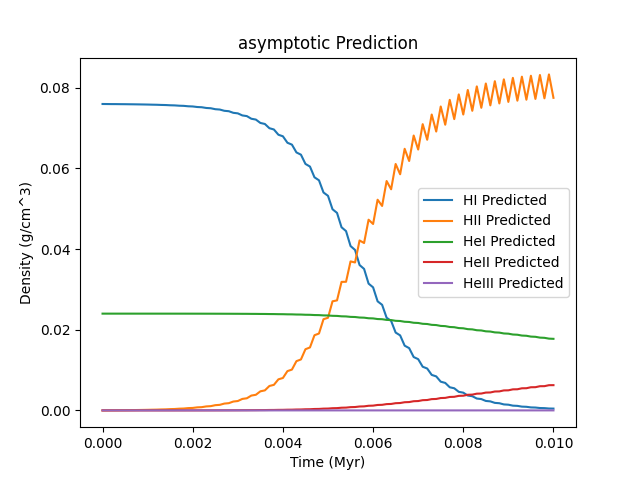 asymptotic Prediction
Density (g/cm^3)
0.08
0.06
0.04
0.02
0.00
HI Predicted
HII Predicted
HeI Predicted
HeII Predicted
HeIII Predicted
0.000 0.002 0.004 0.006 0.008 0.010
Time (Myr)